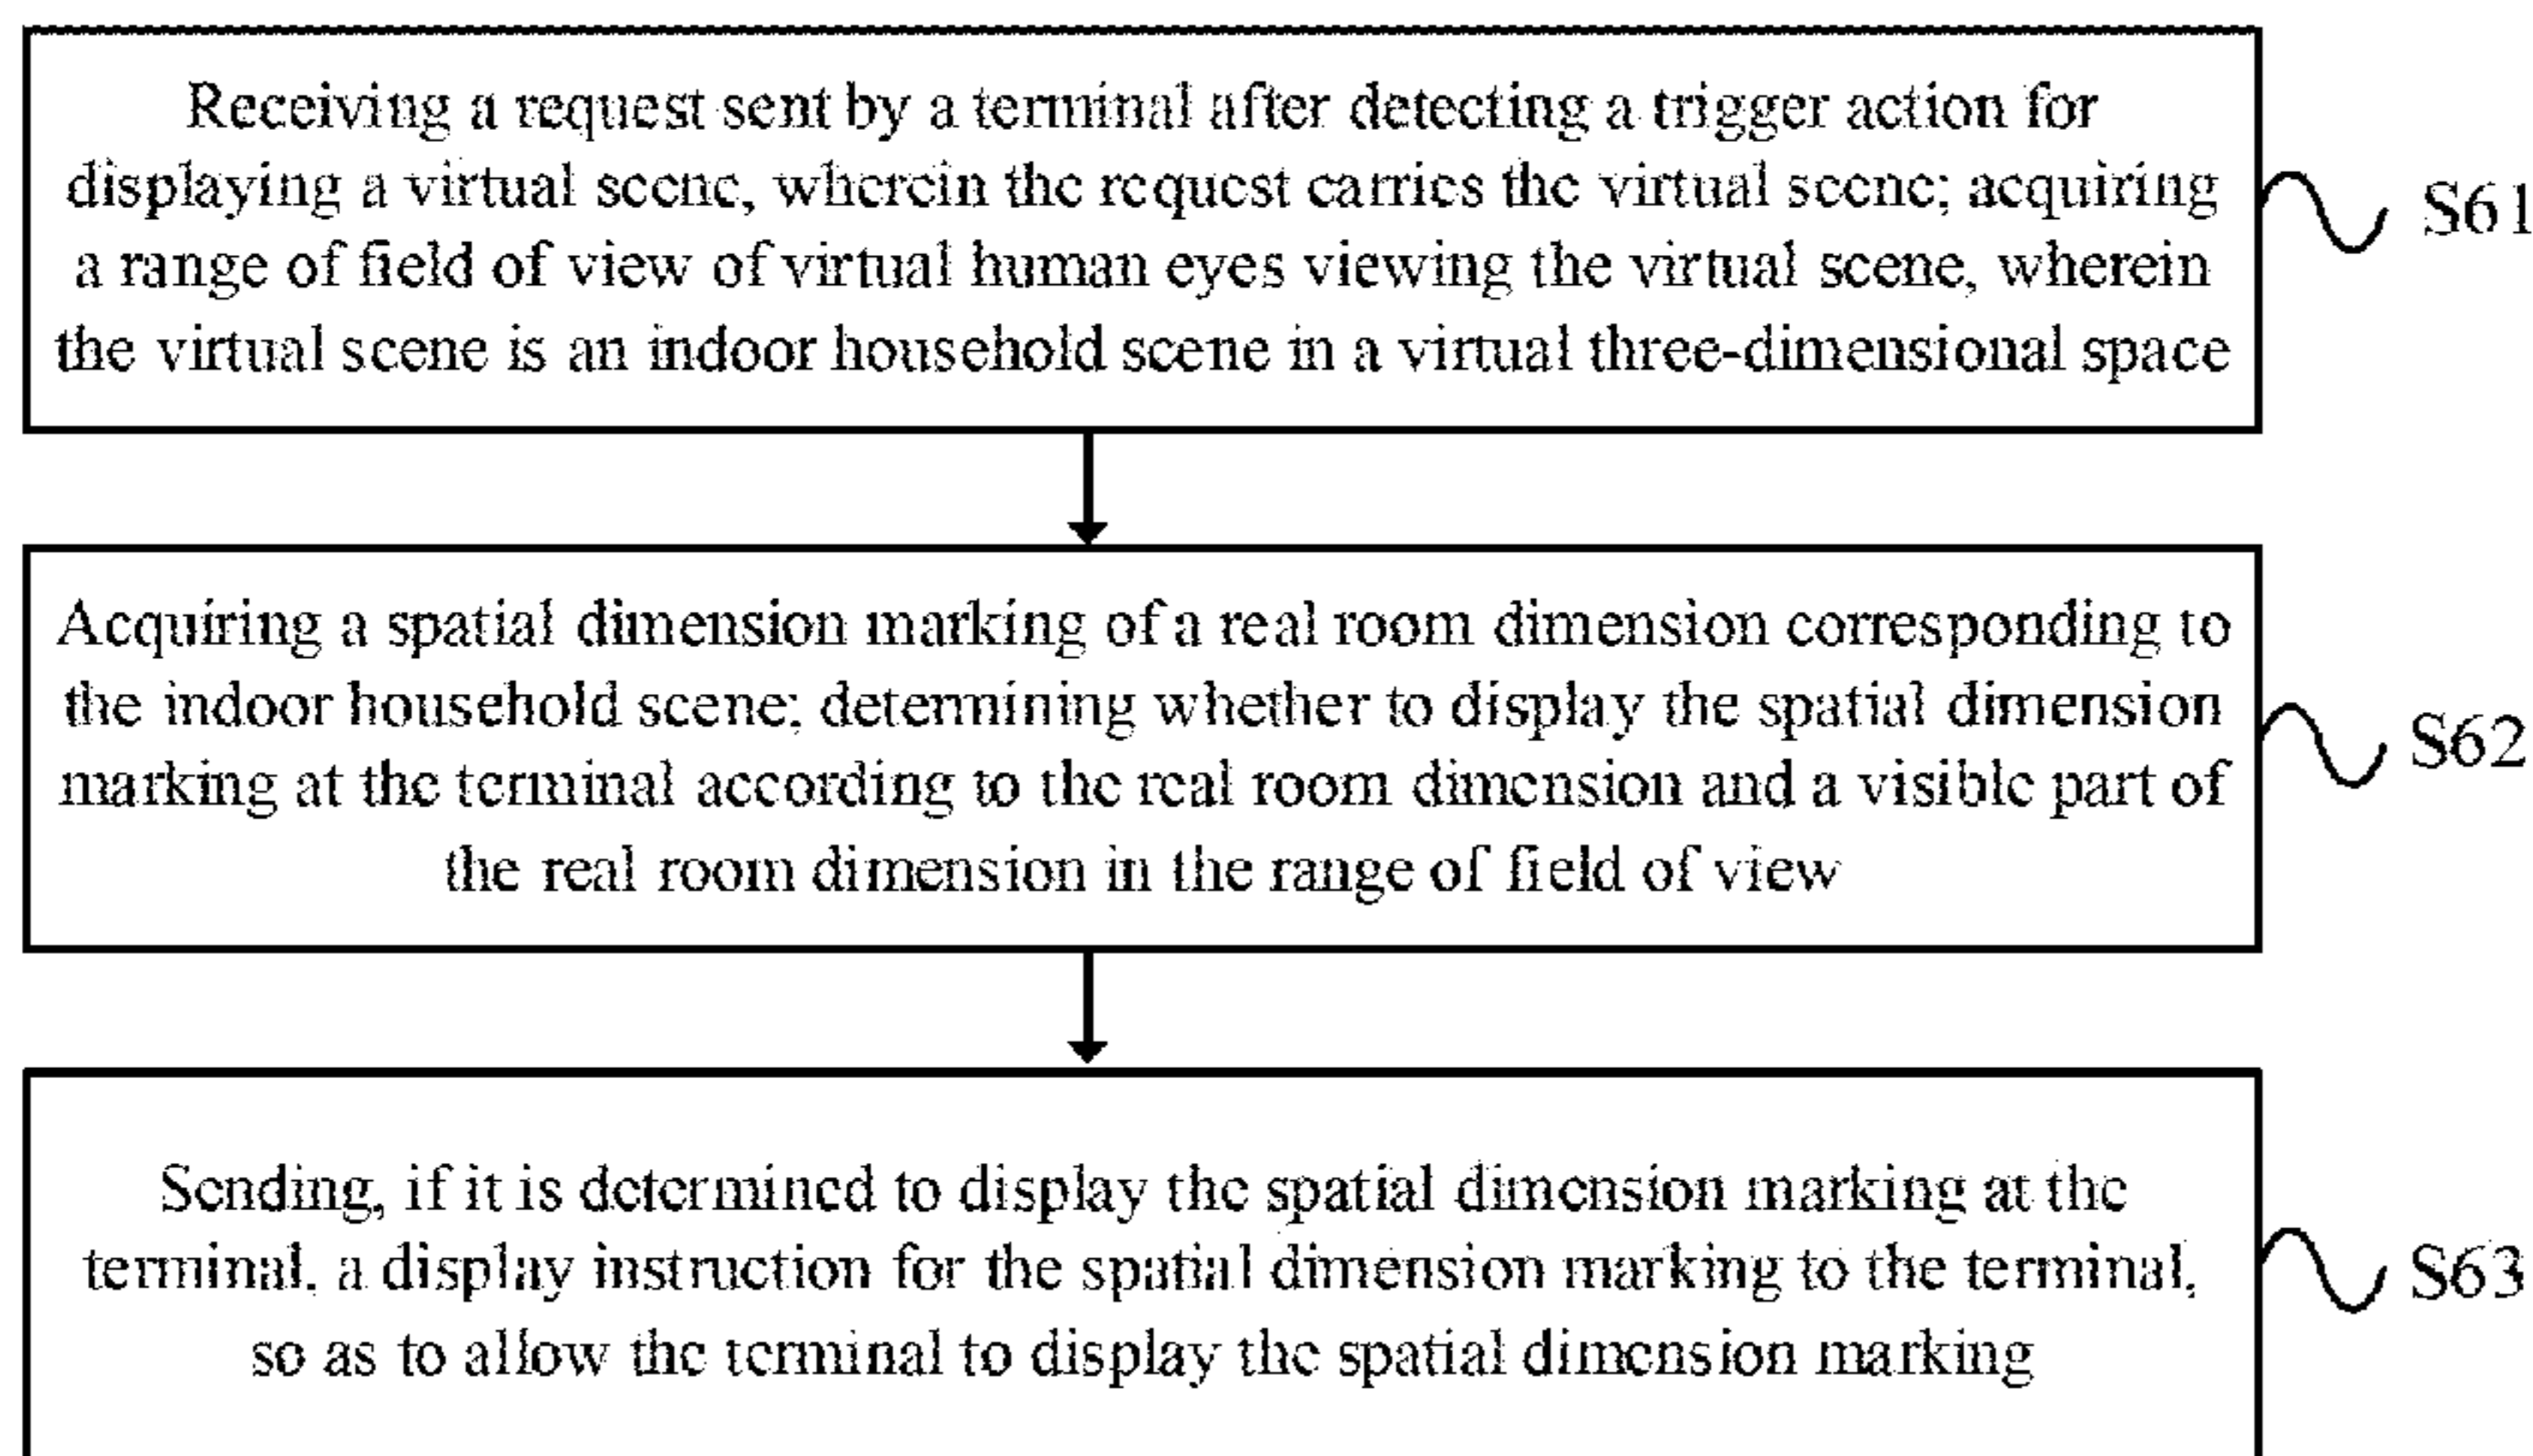 Receiving a request sent by a terminal after detecting a trigger action for
displaying a virtual scene, wherein the request carries the virtual scene; acquiring
a range of field of view of virtual human eyes viewing the virtual scene, wherein
the virtual scene is an indoor household scene in a virtual three-dimensional space
S61
Acquiring a spatial dimension marking of a real room dimension corresponding to
the indoor household scene; determining whether to display the spatial dimension
marking at the terminal according to the real room dimension and a visible part of
the real room dimension in the range of field of view
S62
Sending, if it is determined to display the spatial dimension marking at the
terminal, a display instruction for the spatial dimension marking to the terminal,
so as to allow the terminal to display the spatial dimension marking
S63